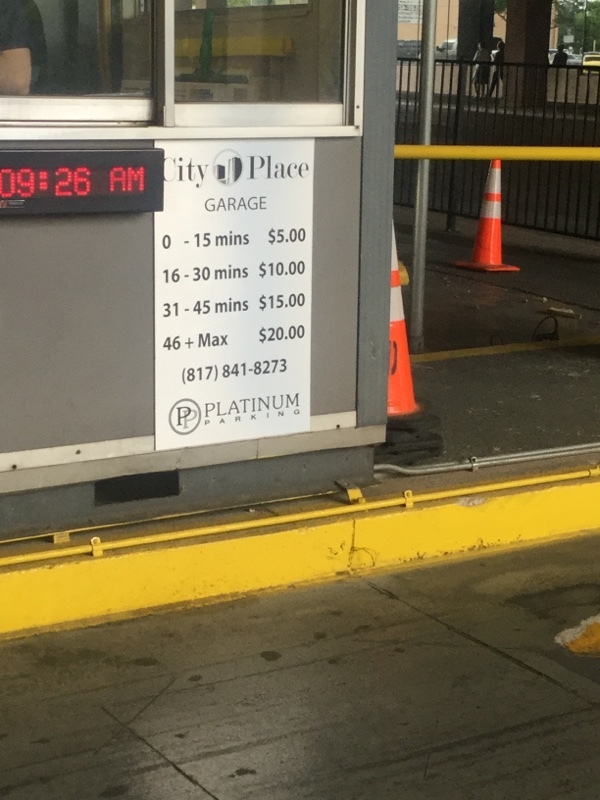 09:26 AM
City Place
GARAGE
0 - 15 mins $5.00
16 - 30 mins $10.00
31 - 45 mins $15.00
46 + Max $20.00
(817) 841-8273
PP PLATINUM
PARKING